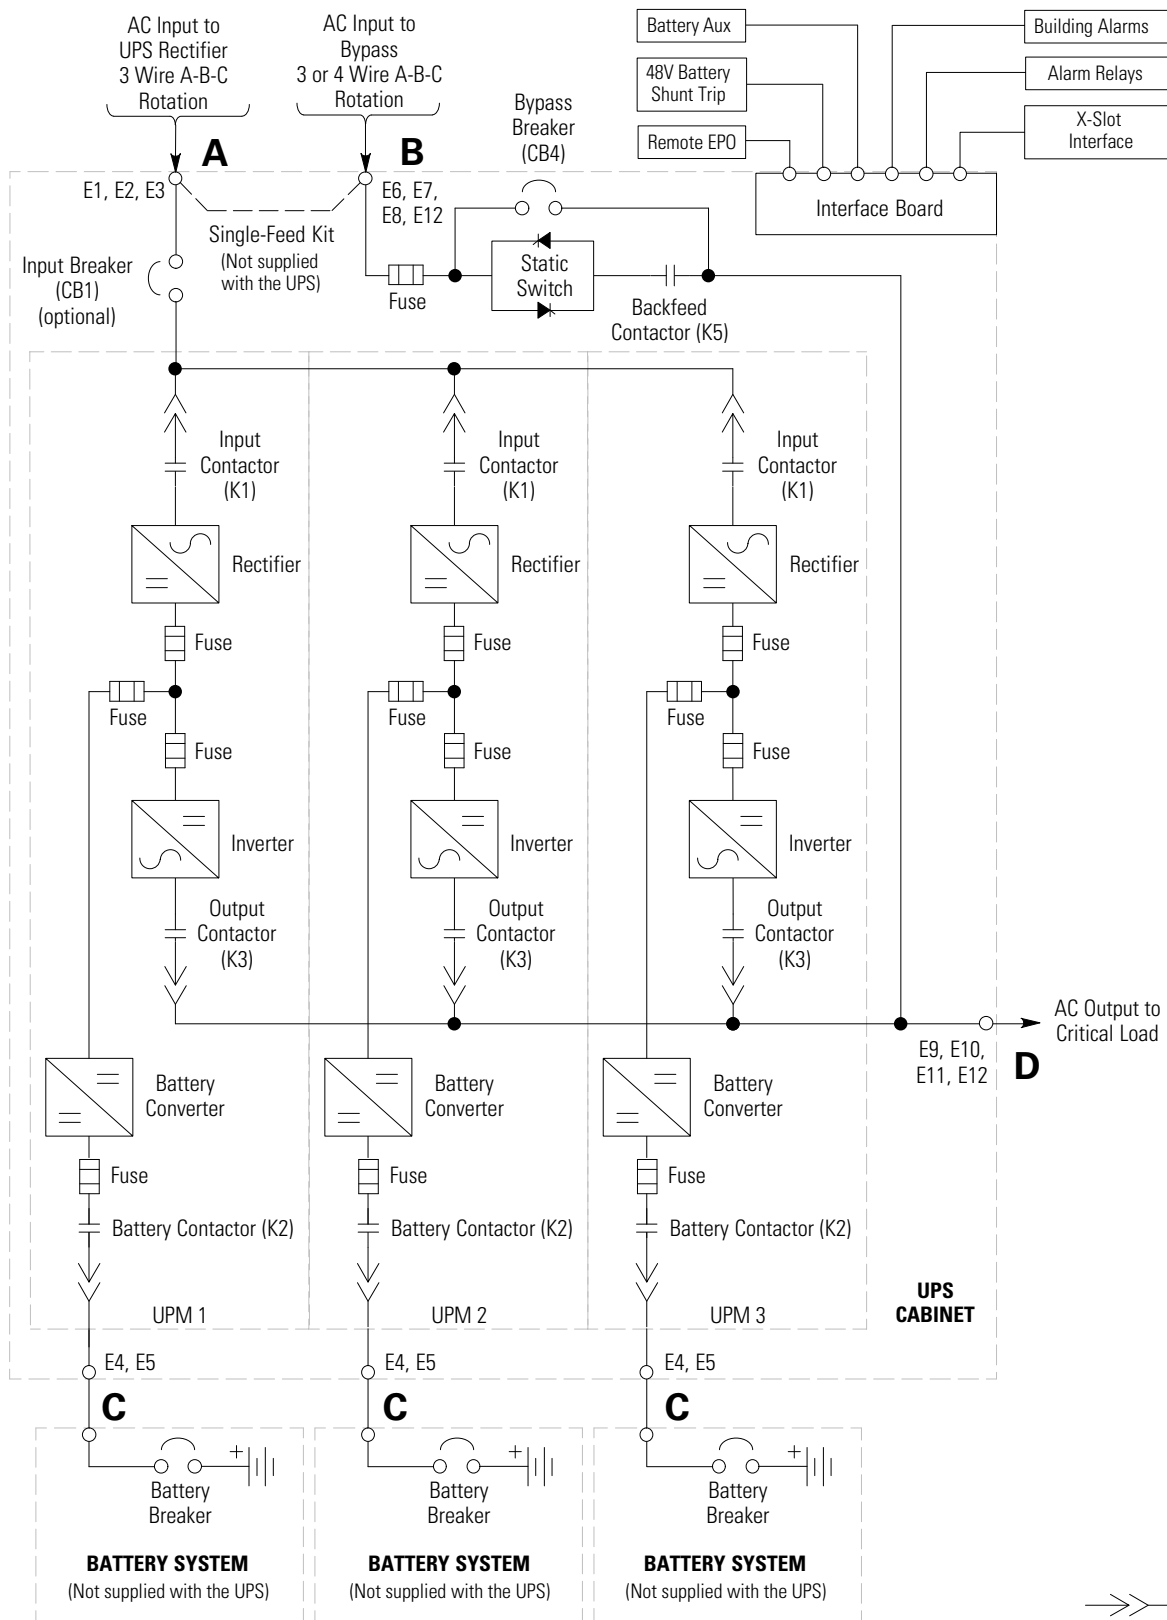 AC Input to
UPS Rectifier
3 Wire A-B-C
Rotation
AC Input to
Bypass
3 or 4 Wire A-B-C
Rotation
Bypass
Breaker
(CB4)
Battery Aux
48V Battery
Shunt Trip
Remote EPO
Building Alarms
Alarm Relays
X-Slot
Interface
Interface Board
A
B
E1, E2, E3
E6, E7,
E8, E12
Single-Feed Kit
(Not supplied
with the UPS)
Input Breaker
(CB1)
(optional)
Fuse
Static
Switch
Backfeed
Contactor (K5)
Input
Contactor
(K1)
Input
Contactor
(K1)
Input
Contactor
(K1)
Rectifier
Rectifier
Rectifier
Fuse
Fuse
Fuse
Fuse
Fuse
Fuse
Fuse
Fuse
Fuse
Inverter
Inverter
Inverter
Output
Contactor
(K3)
Output
Contactor
(K3)
Output
Contactor
(K3)
AC Output to
Critical Load
E9, E10,
E11, E12
D
Battery
Converter
Battery
Converter
Battery
Converter
Fuse
Fuse
Fuse
Battery Contactor (K2)
Battery Contactor (K2)
Battery Contactor (K2)
UPS
CABINET
UPM 1
UPM 2
UPM 3
E4, E5
E4, E5
E4, E5
C
C
C
+
+
+
Battery
Breaker
Battery
Breaker
Battery
Breaker
BATTERY SYSTEM
(Not supplied with the UPS)
BATTERY SYSTEM
(Not supplied with the UPS)
BATTERY SYSTEM
(Not supplied with the UPS)